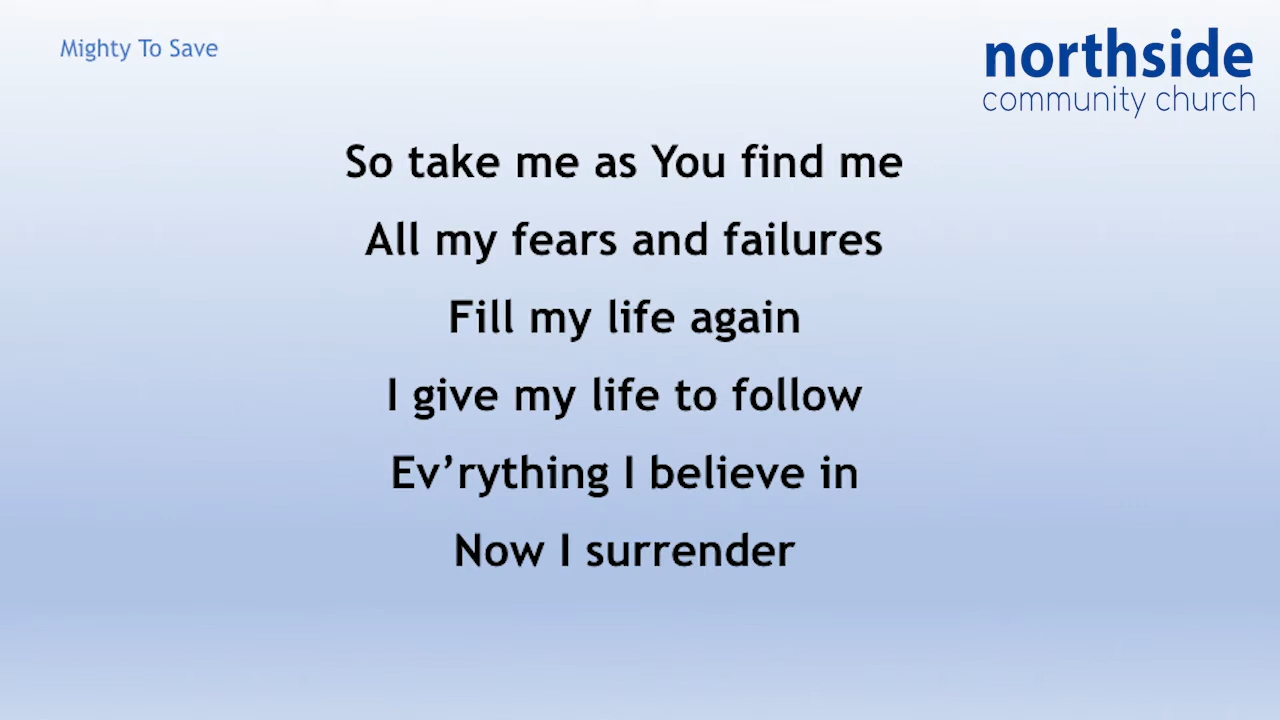 Mighty To Save
northside
community church
So take me as You find me
All my fears and failures
Fill my life again
I give my life to follow
Ev’rything I believe in
Now I surrender